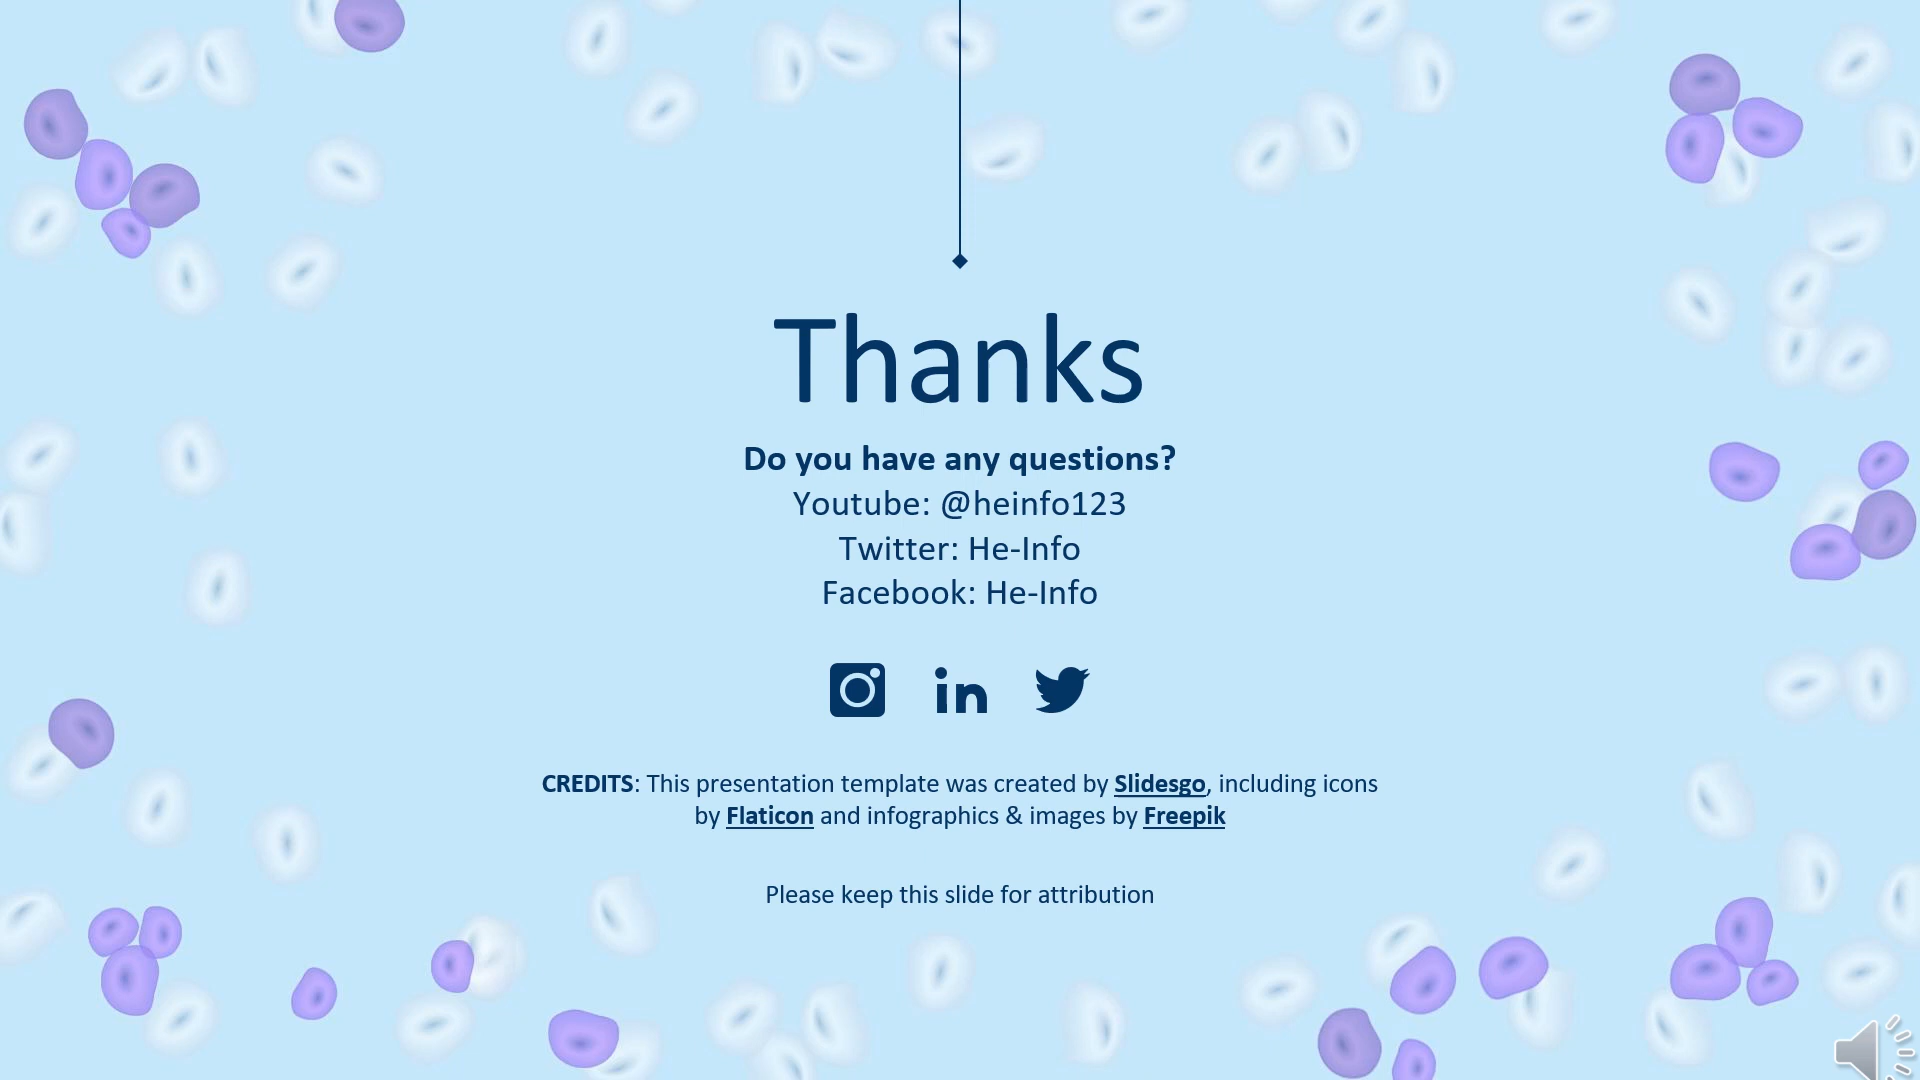 Thanks
Do you have any questions?
Youtube: @heinfo123
Twitter: He-Info
Facebook: He-Info
in
CREDITS: This presentation template was created by Slidesgo, including icons
by Flaticon and infographics & images by Freepik
Please keep this slide for attribution